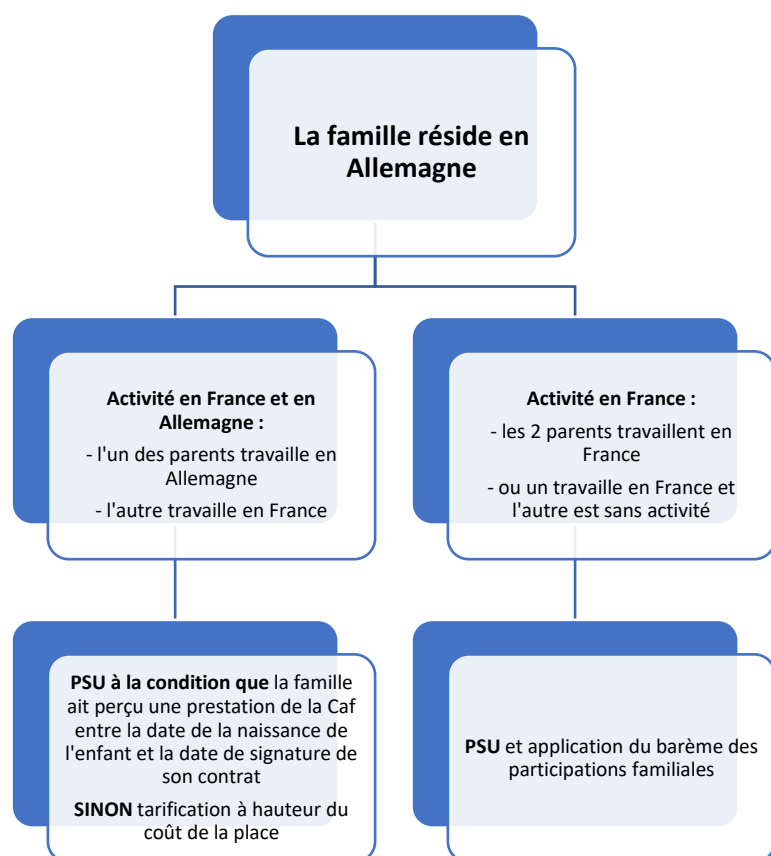 La famille réside en
Allemagne
Activité en France et en
Allemagne :
- l'un des parents travaille en
Allemagne
- l'autre travaille en France
Activité en France :
- les 2 parents travaillent en
France
- ou un travaille en France et
l'autre est sans activité
PSU à la condition que la famille
ait perçu une prestation de la Caf
entre la date de la naissance de
l'enfant et la date de signature de
son contrat
SINON tarification à hauteur du
coût de la place
PSU et application du barème des
participations familiales